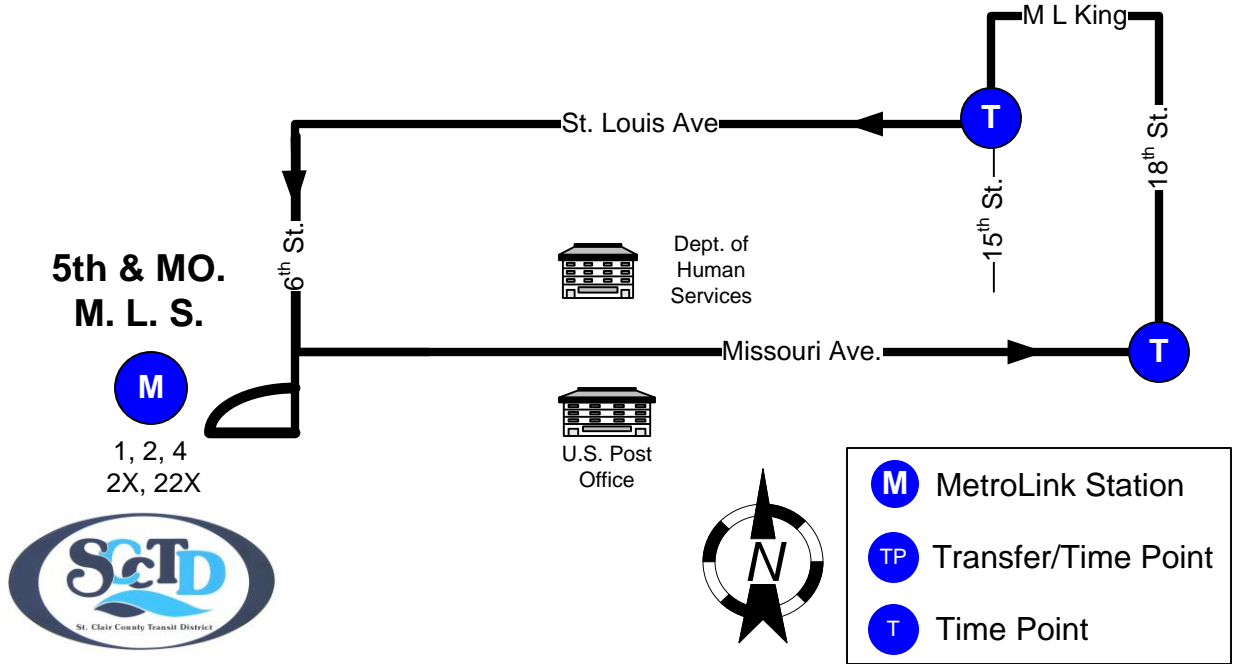 M L King
St. Louis Ave
T
18th St.
15th St.
6th St.
5th & MO.
M. L. S.
Dept. of
Human
Services
Missouri Ave.
T
M
1, 2, 4
2X, 22X
U.S. Post
Office
SCCTD
St. Clair County Transit District
N
M MetroLink Station
TP Transfer/Time Point
T Time Point